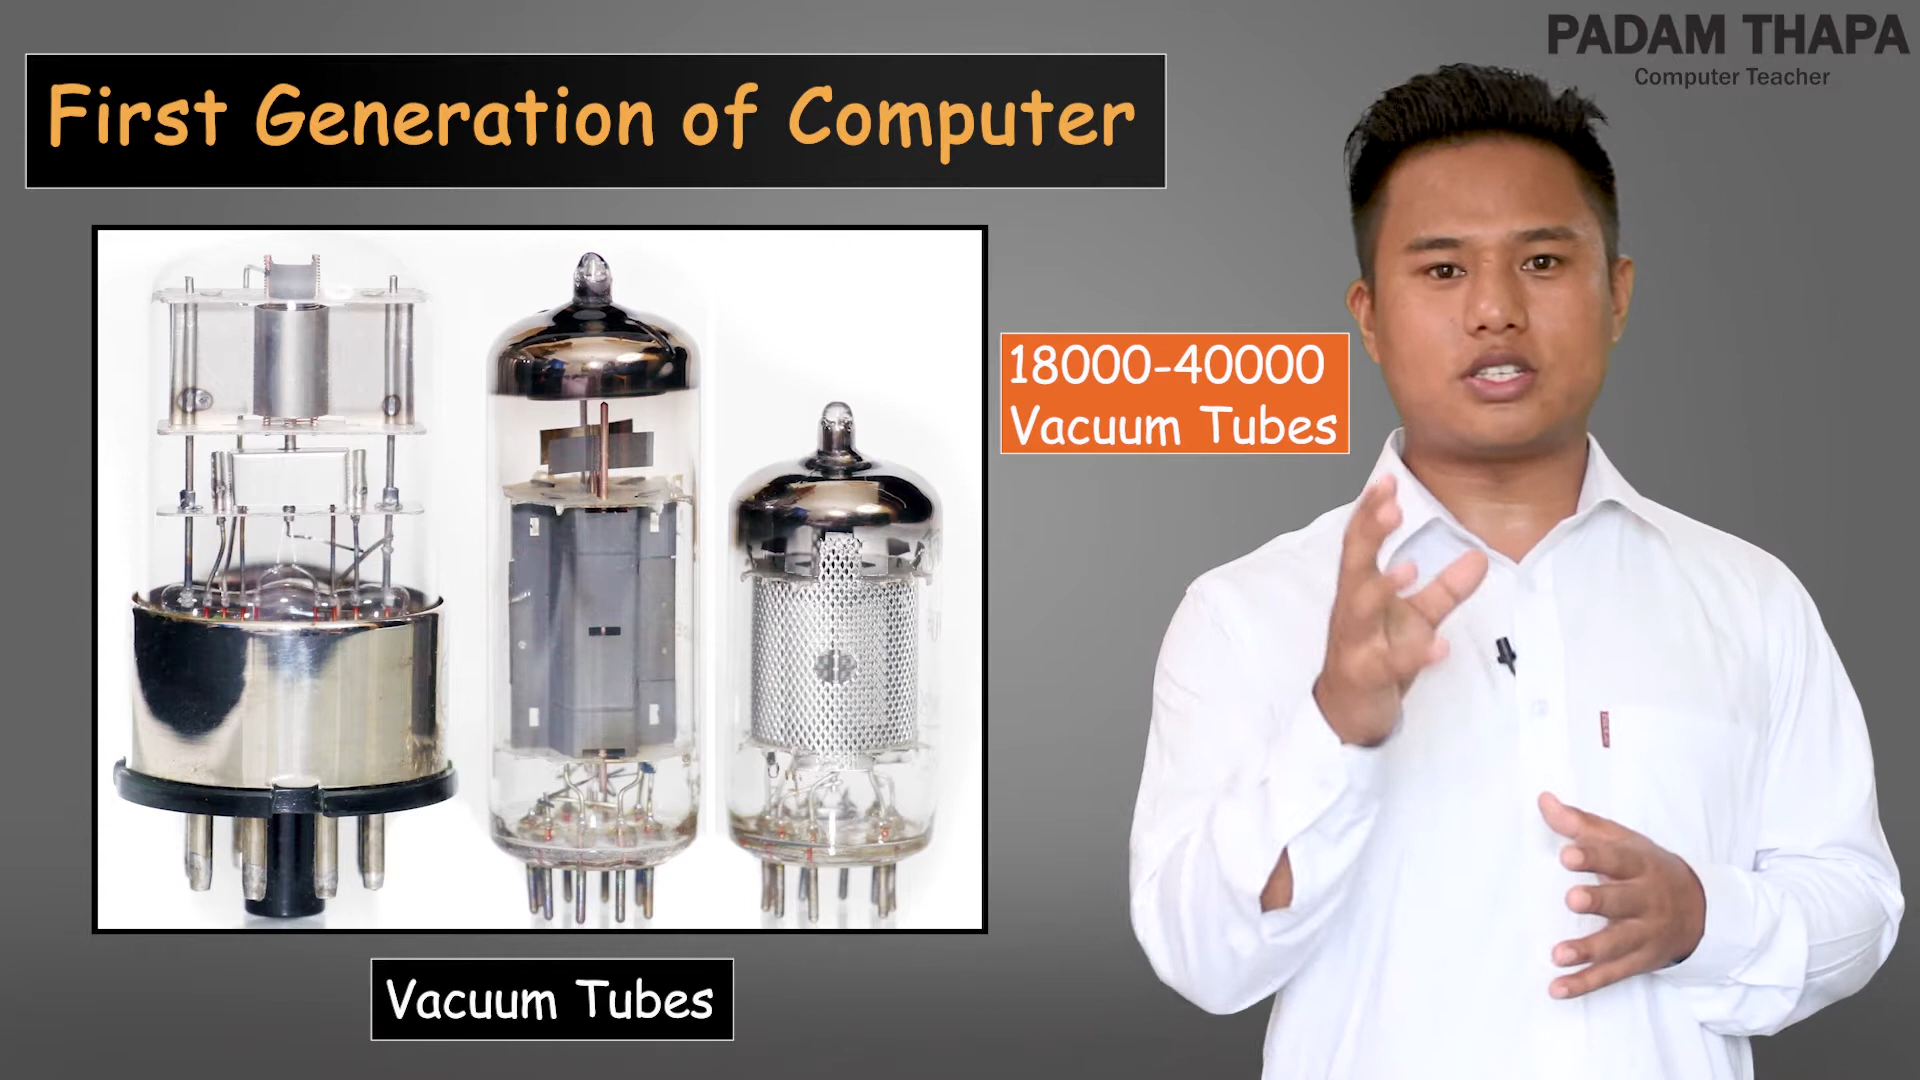 PADAM THAPA
Computer Teacher
First Generation of Computer
18000-40000
Vacuum Tubes
Vacuum Tubes